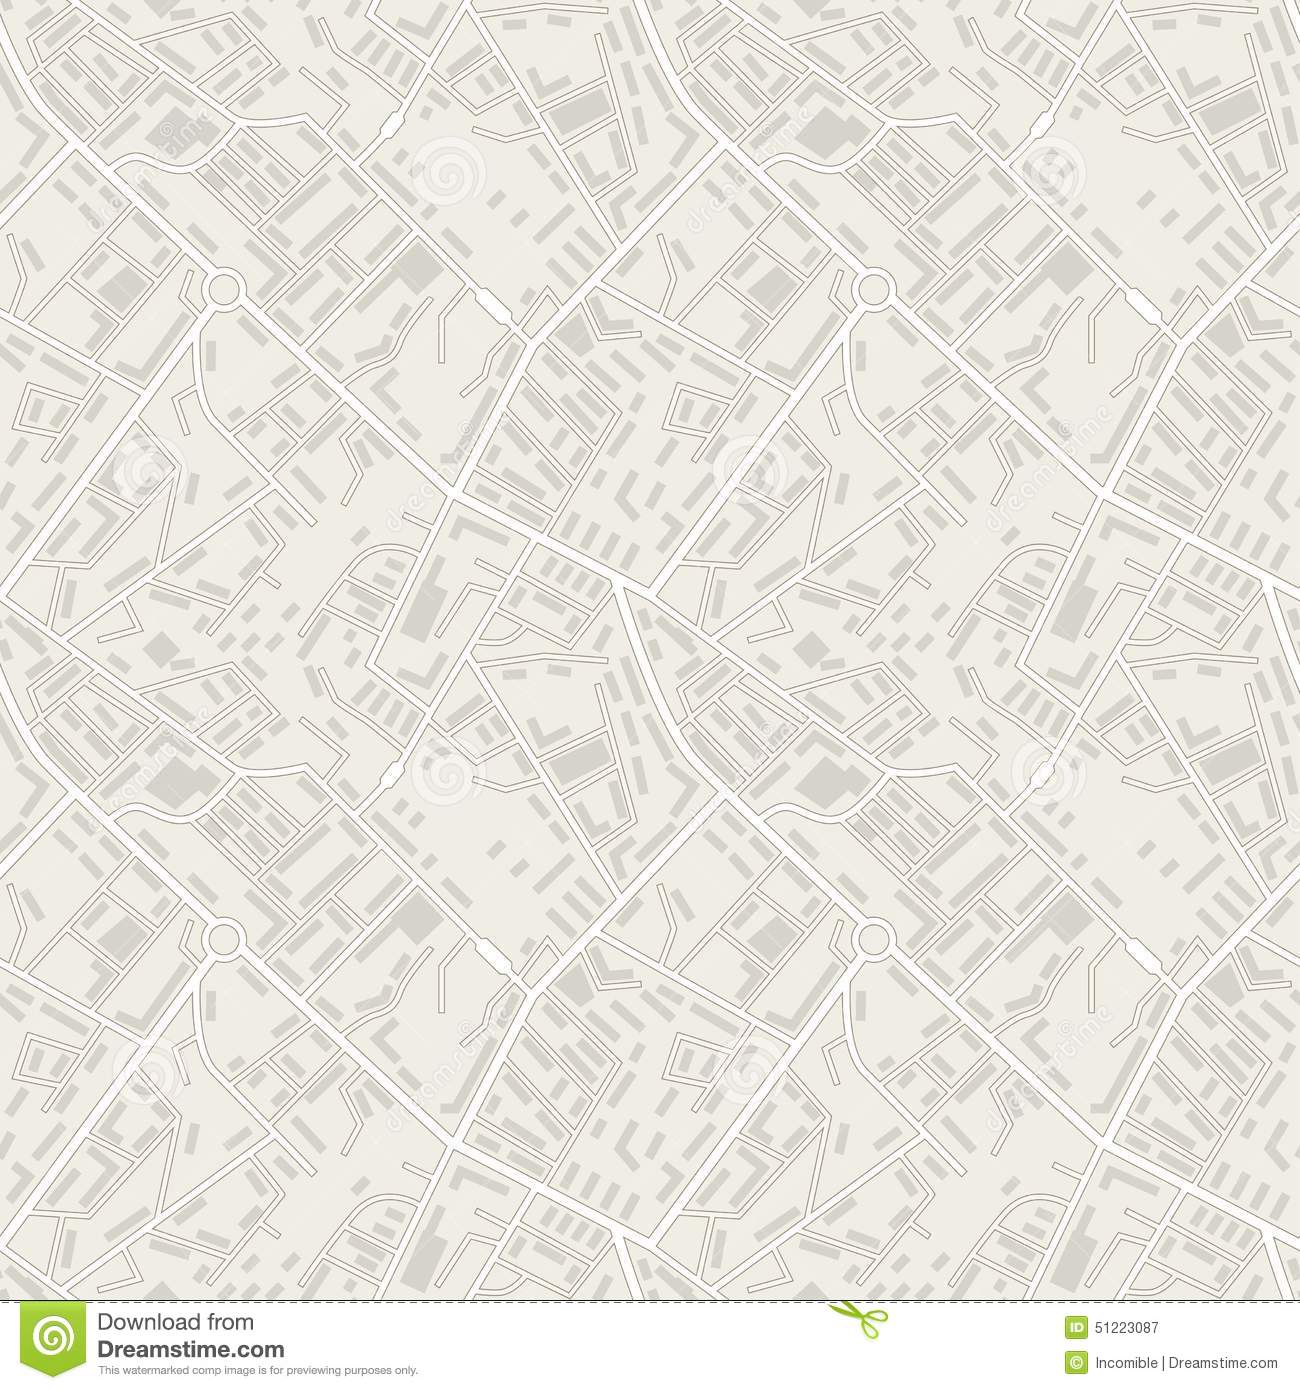 Download from
Dreamstime.com
This watermarked comp image is for previewing purposes only.
ID 51223087
© Incomible | Dreamstime.com